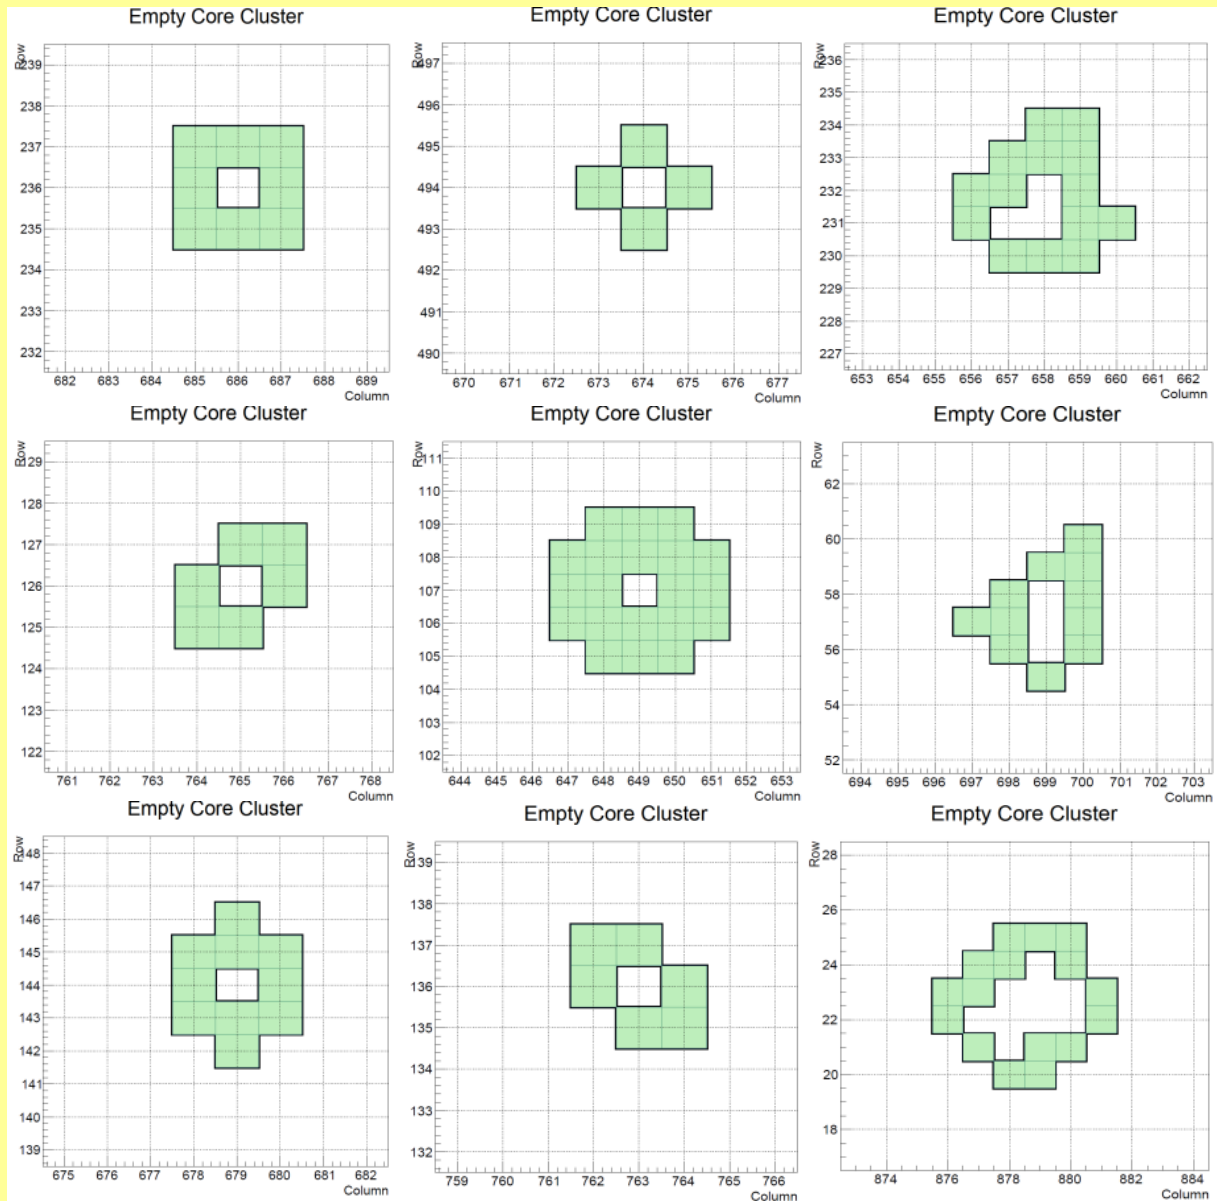 Empty Core Cluster
Row
239
238
237
236
235
234
233
232
682 683 684 685 686 687 688 689
Column
Empty Core Cluster
Row
497
496
495
494
493
492
491
490
670 671 672 673 674 675 676 677
Column
Empty Core Cluster
Row
236
235
234
233
232
231
230
229
228
227
653 654 655 656 657 658 659 660 661 662
Column
Empty Core Cluster
Row
129
128
127
126
125
124
123
122
761 762 763 764 765 766 767 768
Column
Empty Core Cluster
Row
111
110
109
108
107
106
105
104
103
102
644 645 646 647 648 649 650 651 652 653
Column
Empty Core Cluster
Row
62
60
58
56
54
52
694 695 696 697 698 699 700 701 702 703
Column
Empty Core Cluster
Row
148
147
146
145
144
143
142
141
140
139
675 676 677 678 679 680 681 682
Column
Empty Core Cluster
Row
139
138
137
136
135
134
133
132
759 760 761 762 763 764 765 766
Column
Empty Core Cluster
Row
28
26
24
22
20
18
874 876 878 880 882 884
Column